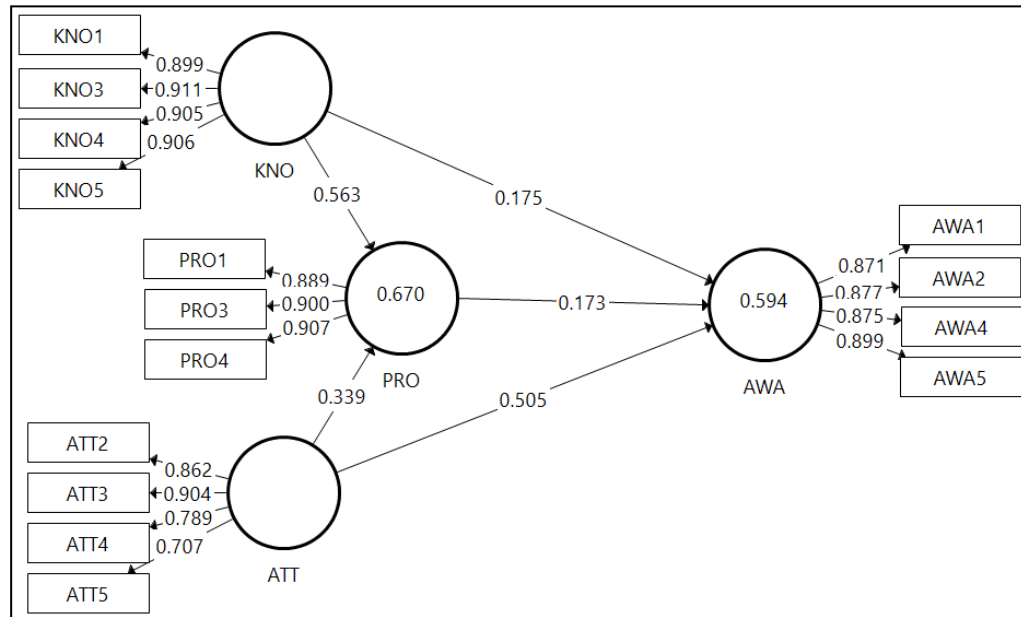 KNO1
0.899
KNO3
0.911
KNO4
0.905
KNO5
0.906
KNO
0.563
0.175
PRO1
0.889
PRO3
0.900
PRO4
0.907
0.670
PRO
0.173
0.339
0.505
0.594
AWA
AWA1
0.871
AWA2
0.877
AWA4
0.875
AWA5
0.899
ATT2
0.862
ATT3
0.904
ATT4
0.789
ATT5
0.707
ATT